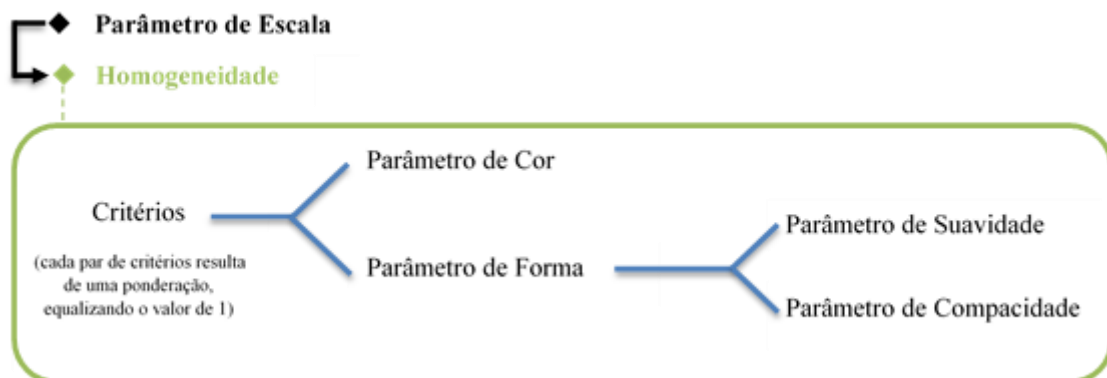 Parâmetro de Escala
Homogeneidade
Parâmetro de Cor
Critérios
Parâmetro de Suavidade
(cada par de critérios resulta
de uma ponderação,
equalizando o valor de 1)
Parâmetro de Forma
Parâmetro de Compacidade